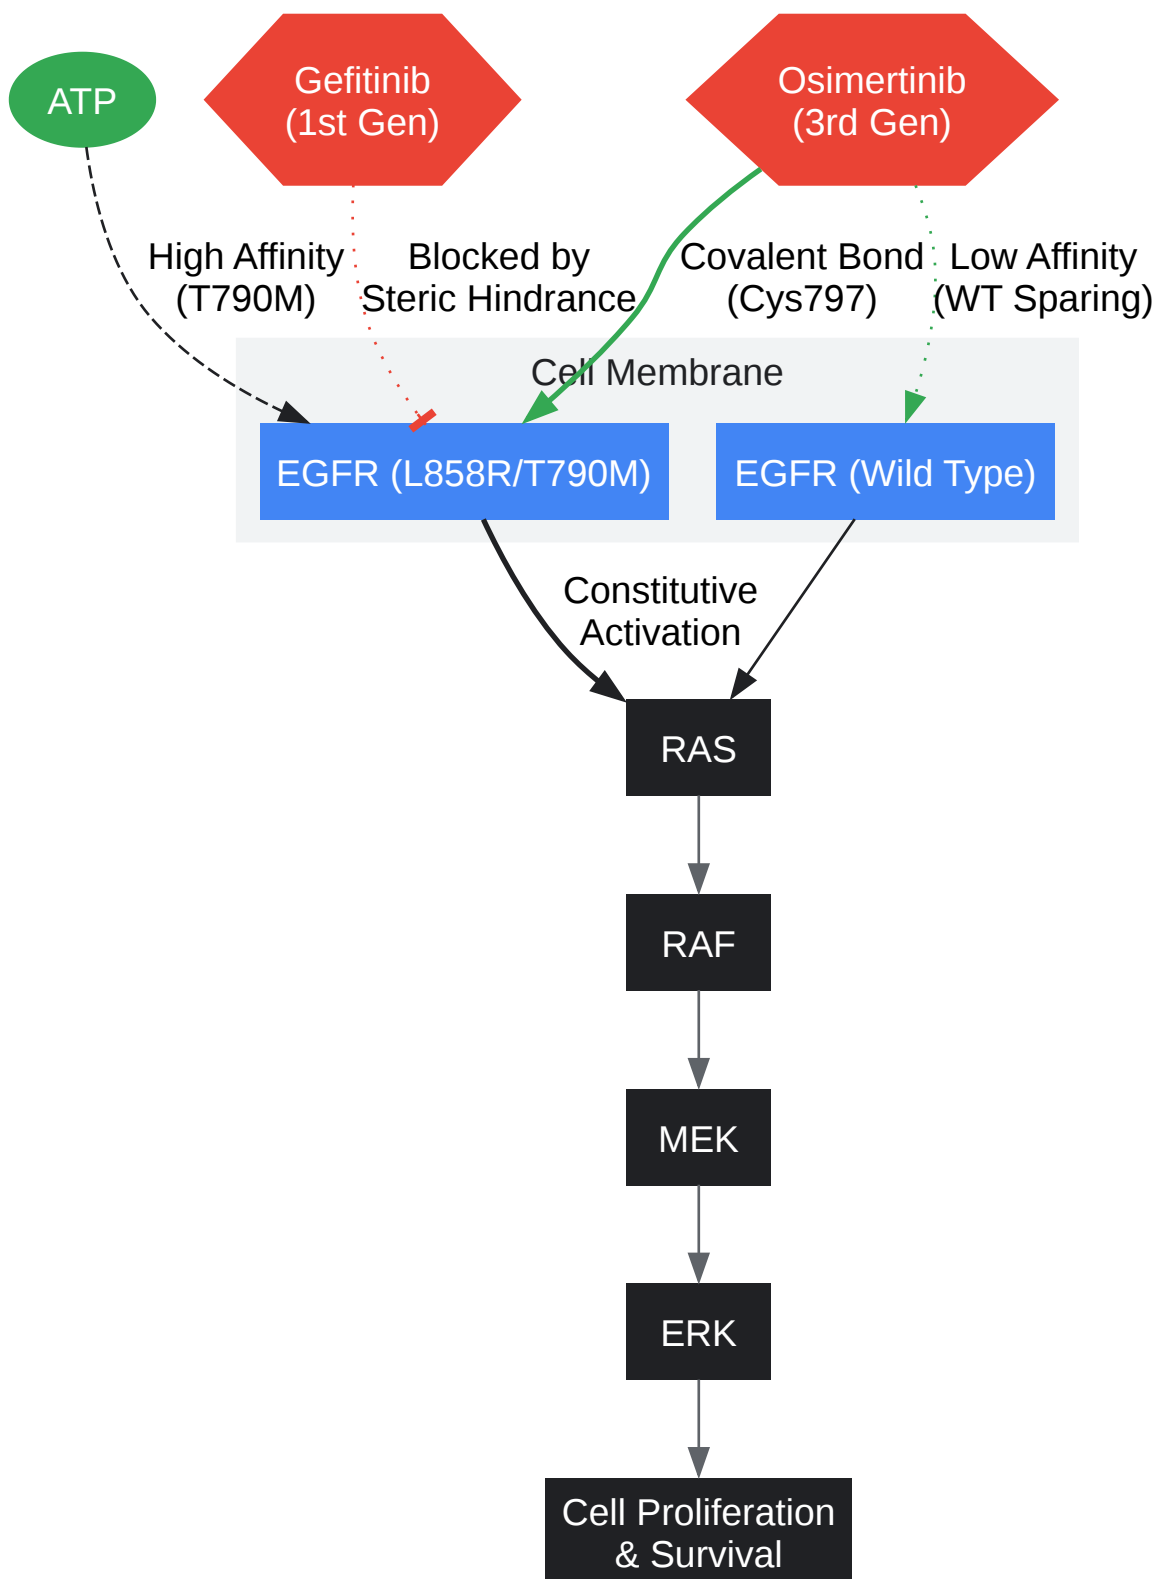 ATP
Gefitinib
(1st Gen)
Osimertinib
(3rd Gen)
High Affinity
(T790M)
Blocked by
Steric Hindrance
Covalent Bond
(Cys797)
Low Affinity
(WT Sparing)
Cell Membrane
EGFR (L858R/T790M)
EGFR (Wild Type)
Constitutive
Activation
RAS
RAF
MEK
ERK
Cell Proliferation
& Survival